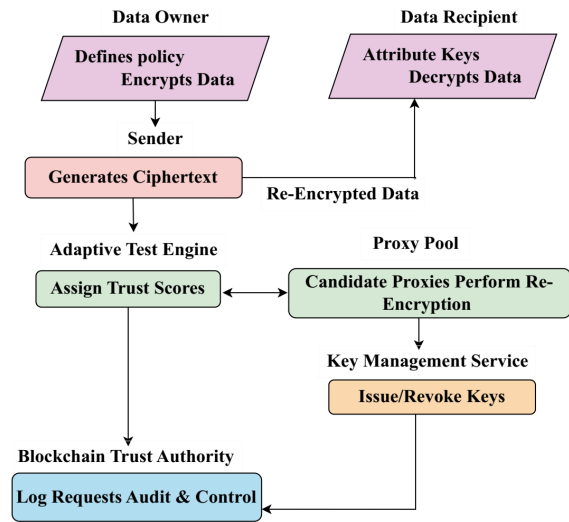 Data Owner
Data Recipient
Defines policy
Encrypts Data
Attribute Keys
Decrypts Data
Sender
Generates Ciphertext
Re-Encrypted Data
Adaptive Test Engine
Proxy Pool
Assign Trust Scores
Candidate Proxies Perform Re-
Encryption
Key Management Service
Issue/Revoke Keys
Blockchain Trust Authority
Log Requests Audit & Control